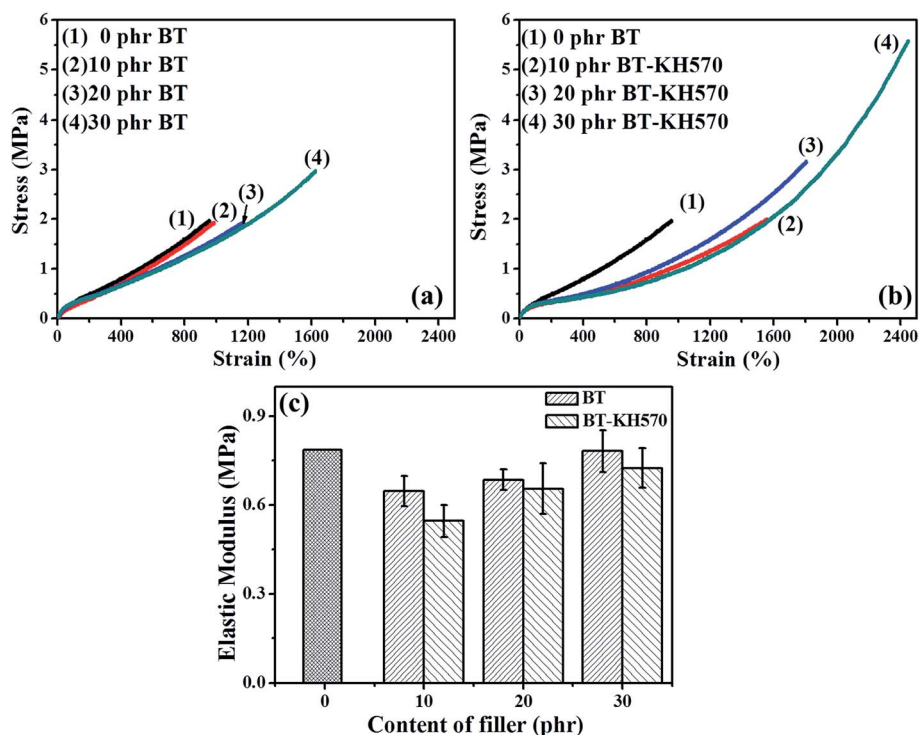 (1) 0 phr BT
(2)10 phr BT
(3)20 phr BT
(4)30 phr BT
(1)
(2)
(3)
(4)
(a)
Stress (MPa)
0
1
2
3
4
5
6
0
400
800
1200
1600
2000
2400
Strain (%)
(1) 0 phr BT
(2)10 phr BT-KH570
(3) 20 phr BT-KH570
(4) 30 phr BT-KH570
(1)
(2)
(3)
(4)
(b)
Stress (MPa)
0
1
2
3
4
5
6
0
400
800
1200
1600
2000
2400
Strain (%)
(c)
BT
BT-KH570
Elastic Modulus (MPa)
0.9
0.6
0.3
0.0
0
10
20
30
Content of filler (phr)